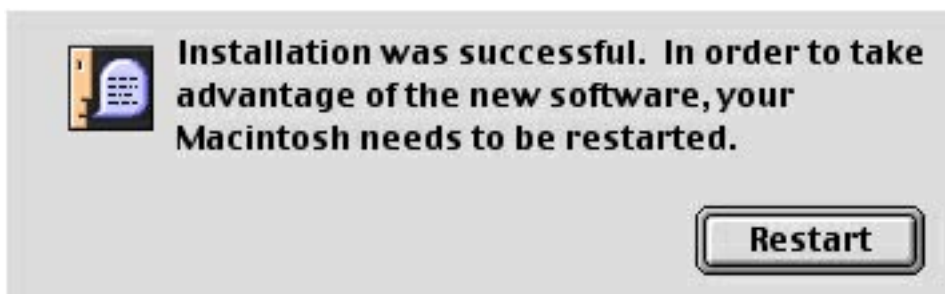 Installation was successful.  In order to take
advantage of the new software, your
Macintosh needs to be restarted.
Restart